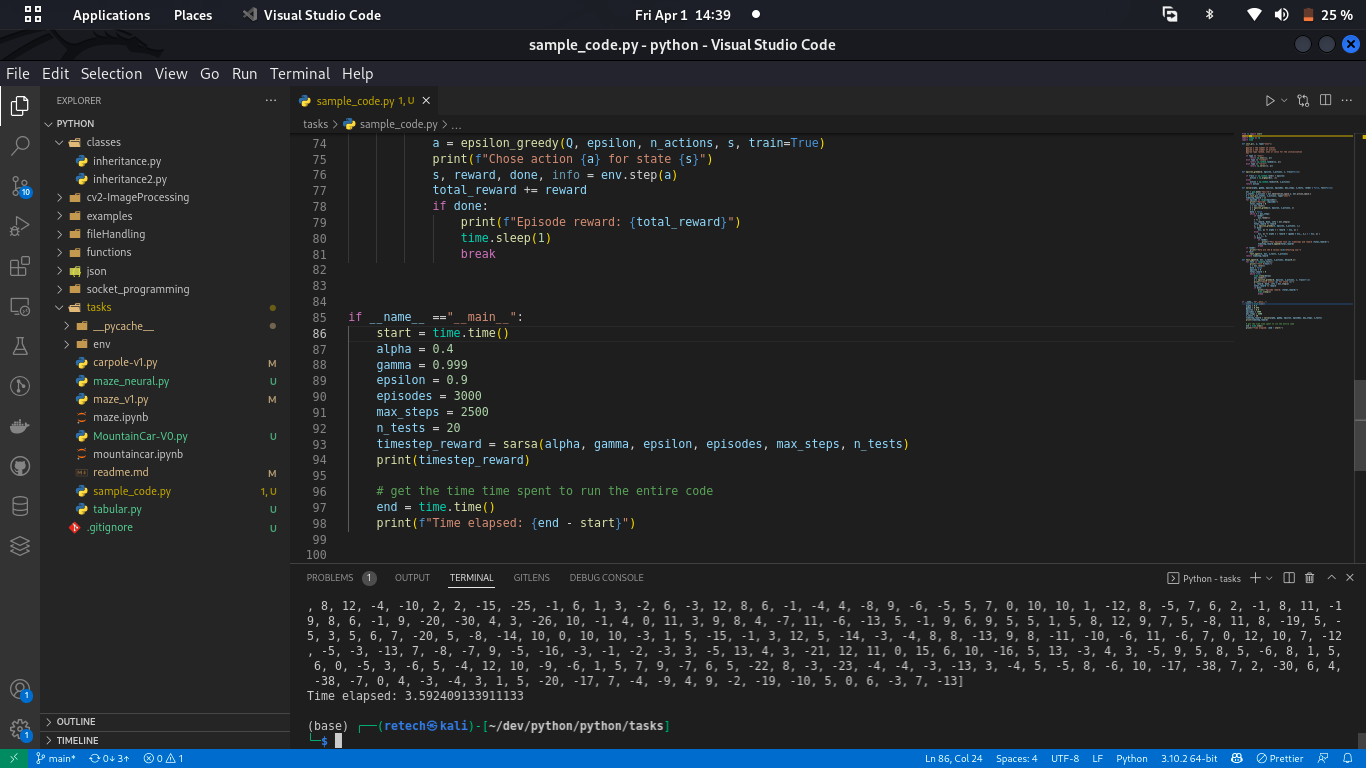 Applications Places Visual Studio Code Fri Apr 1 14:39 25 %
sample_code.py - python - Visual Studio Code
File Edit Selection View Go Run Terminal Help
EXPLORER
PYTHON
classes
inheritance.py
inheritance2.py
cv2-ImageProcessing
examples
fileHandling
functions
json
socket_programming
tasks
__pycache__
env
carpole-v1.py M
maze_neural.py U
maze_v1.py M
maze.ipynb
MountainCar-V0.py U
mountaincar.ipynb
readme.md M
sample_code.py 1, U
tabular.py U
.gitignore U
OUTLINE
TIMELINE
10
1
1
sample_code.py 1, U
tasks > sample_code.py > ...
74 a = epsilon_greedy(Q, epsilon, n_actions, s, train=True)
75 print(f"Chose action {a} for state {s}")
76 s, reward, done, info = env.step(a)
77 total_reward += reward
78 if done:
79 print(f"Episode reward: {total_reward}")
80 time.sleep(1)
81 break
82
83
84
85 if __name__ =="__main__":
86 start = time.time()
87 alpha = 0.4
88 gamma = 0.999
89 epsilon = 0.9
90 episodes = 3000
91 max_steps = 2500
92 n_tests = 20
93 timestep_reward = sarsa(alpha, gamma, epsilon, episodes, max_steps, n_tests)
94 print(timestep_reward)
95
96 # get the time time spent to run the entire code
97 end = time.time()
98 print(f"Time elapsed: {end - start}")
99
100
PROBLEMS 1 OUTPUT TERMINAL GITLENS DEBUG CONSOLE Python - tasks
, 8, 12, -4, -10, 2, 2, -15, -25, -1, 6, 1, 3, -2, 6, -3, 12, 8, 6, -1, -4, 4, -8, 9, -6, -5, 5, 7, 0, 10, 10, 1, -12, 8, -5, 7, 6, 2, -1, 8, 11, -1
9, 8, 6, -1, 9, -20, -30, 4, 3, -26, 10, -1, 4, 0, 11, 3, 9, 8, 4, -7, 11, -6, -13, 5, -1, 9, 6, 9, 5, 5, 1, 5, 8, 12, 9, 7, 5, -8, 11, 8, -19, 5, -
5, 3, 5, 6, 7, -20, 5, -8, -14, 10, 0, 10, 10, -3, 1, 5, -15, -1, 3, 12, 5, -14, -3, -4, 8, 8, -13, 9, 8, -11, -10, -6, 11, -6, 7, 0, 12, 10, 7, -12
, -5, -3, -13, 7, -8, -7, 9, -5, -16, -3, -1, -2, -3, 3, -5, 13, 4, 3, -21, 12, 11, 0, 15, 6, 10, -16, 5, 13, -3, 4, 3, -5, 9, 5, 8, 5, -6, 8, 1, 5,
6, 0, -5, 3, -6, 5, -4, 12, 10, -9, -6, 1, 5, 7, 9, -7, 6, 5, -22, 8, -3, -23, -4, -4, -3, -13, 3, -4, 5, -5, 8, -6, 10, -17, -38, 7, 2, -30, 6, 4,
-38, -7, 0, 4, -3, -4, 3, 1, 5, -20, -17, 7, -4, -9, 4, 9, -2, -19, -10, 5, 0, 6, -3, 7, -13]
Time elapsed: 3.592409133911133
(base) ┌──(retech㉿kali)-[~/dev/python/python/tasks]
└─$
main* 0↓ 3↑ 0 1 Ln 86, Col 24 Spaces: 4 UTF-8 LF Python 3.10.2 64-bit Prettier